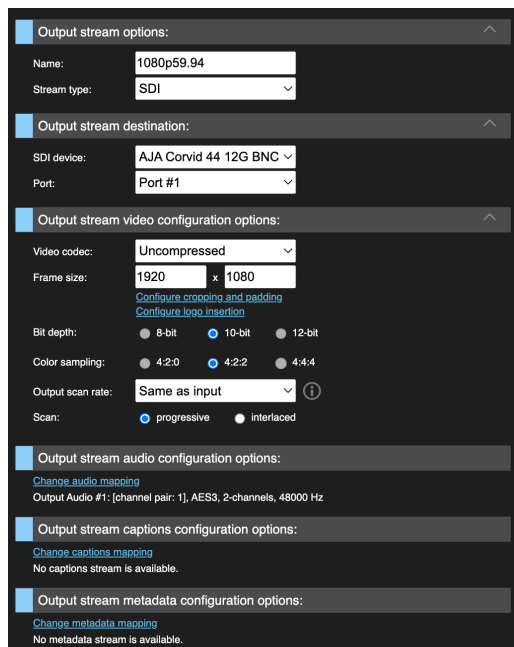 Output stream options:
Name: 1080p59.94
Stream type: SDI
Output stream destination:
SDI device: AJA Corvid 44 12G BNC
Port: Port #1
Output stream video configuration options:
Video codec: Uncompressed
Frame size: 1920 x 1080
Configure cropping and padding
Configure logo insertion
Bit depth: 8-bit 10-bit 12-bit
Color sampling: 4:2:0 4:2:2 4:4:4
Output scan rate: Same as input i
Scan: progressive interlaced
Output stream audio configuration options:
Change audio mapping
Output Audio #1: [channel pair: 1], AES3, 2-channels, 48000 Hz
Output stream captions configuration options:
Change captions mapping
No captions stream is available.
Output stream metadata configuration options:
Change metadata mapping
No metadata stream is available.